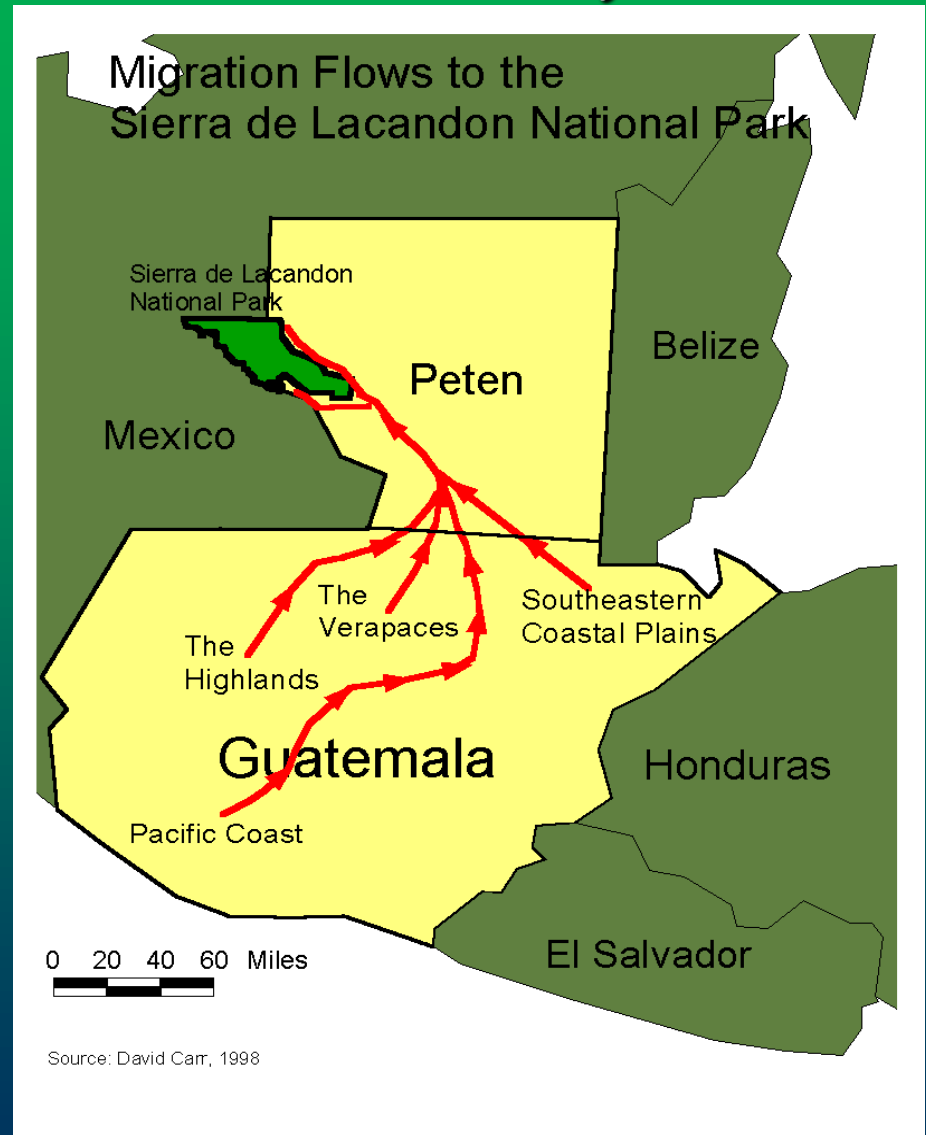 Migration Flows to the
Sierra de Lacandon National Park
Sierra de Lacandon
National Park
Belize
Peten
Mexico
The
Verapaces
Southeastern
Coastal Plains
The
Highlands
Guatemala
Honduras
Pacific Coast
El Salvador
0 20 40 60 Miles
Source: David Carr, 1998